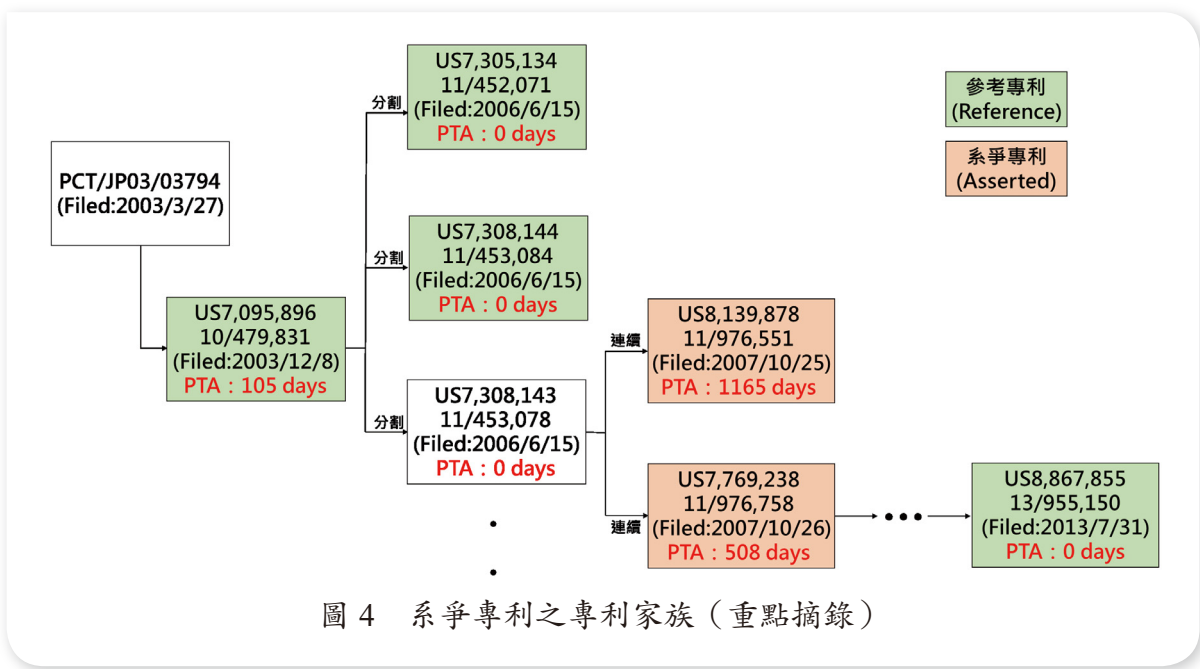 US7,305,134
11/452,071
(Filed:2006/6/15)
PTA：0 days
分割
參考專利
(Reference)
系爭專利
(Asserted)
PCT/JP03/03794
(Filed:2003/3/27)
US7,308,144
11/453,084
(Filed:2006/6/15)
PTA：0 days
分割
US7,095,896
10/479,831
(Filed:2003/12/8)
PTA：105 days
US8,139,878
11/976,551
(Filed:2007/10/25)
PTA：1165 days
連續
US7,308,143
11/453,078
(Filed:2006/6/15)
PTA：0 days
分割
US7,769,238
11/976,758
(Filed:2007/10/26)
PTA：508 days
連續
US8,867,855
13/955,150
(Filed:2013/7/31)
PTA：0 days
圖 4　系爭專利之專利家族（重點摘錄）